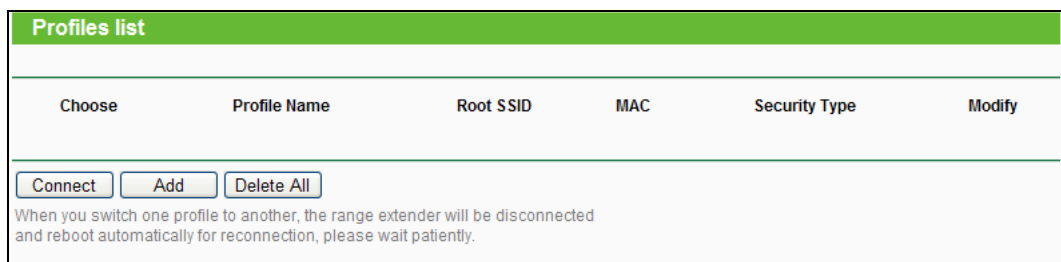 Profiles list
Choose Profile Name Root SSID MAC Security Type Modify
Connect Add Delete All
When you switch one profile to another, the range extender will be disconnected
and reboot automatically for reconnection, please wait patiently.